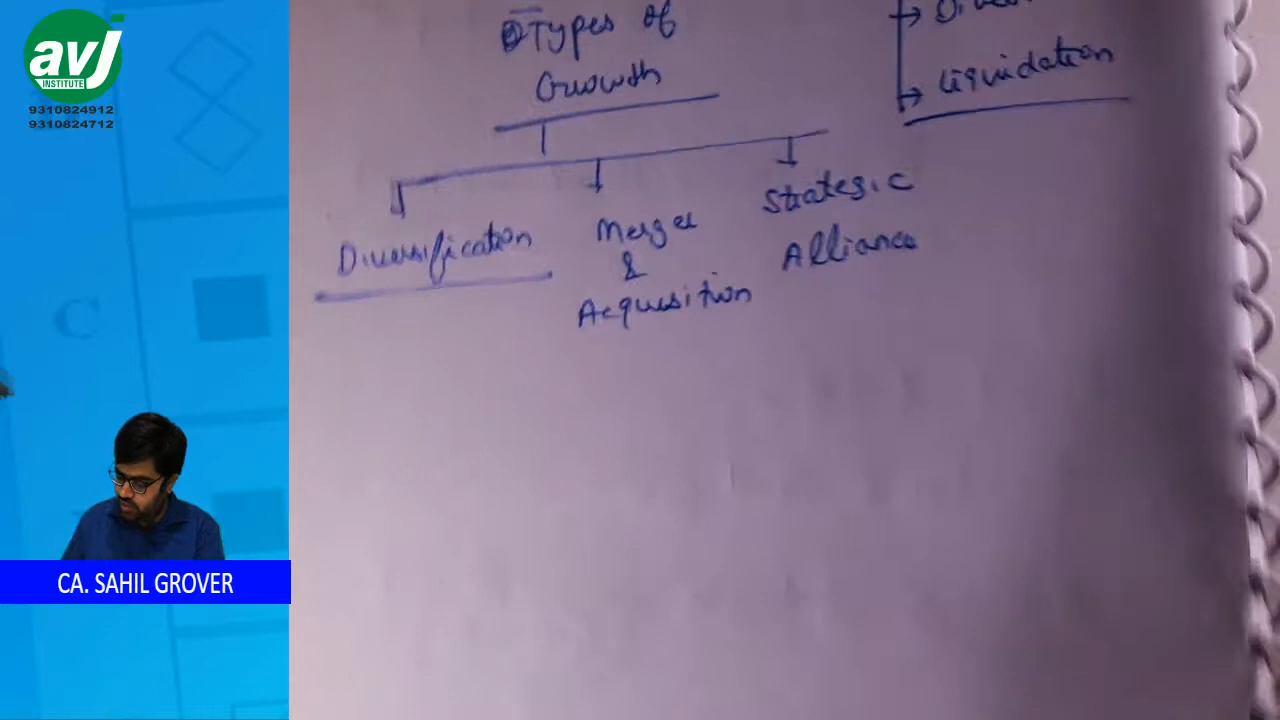 avj
INSTITUTE
9310824912
9310824712
Types of
Growth
Liquidation
Diversification
Merger
&
Acquisition
Strategic
Alliance
CA. SAHIL GROVER